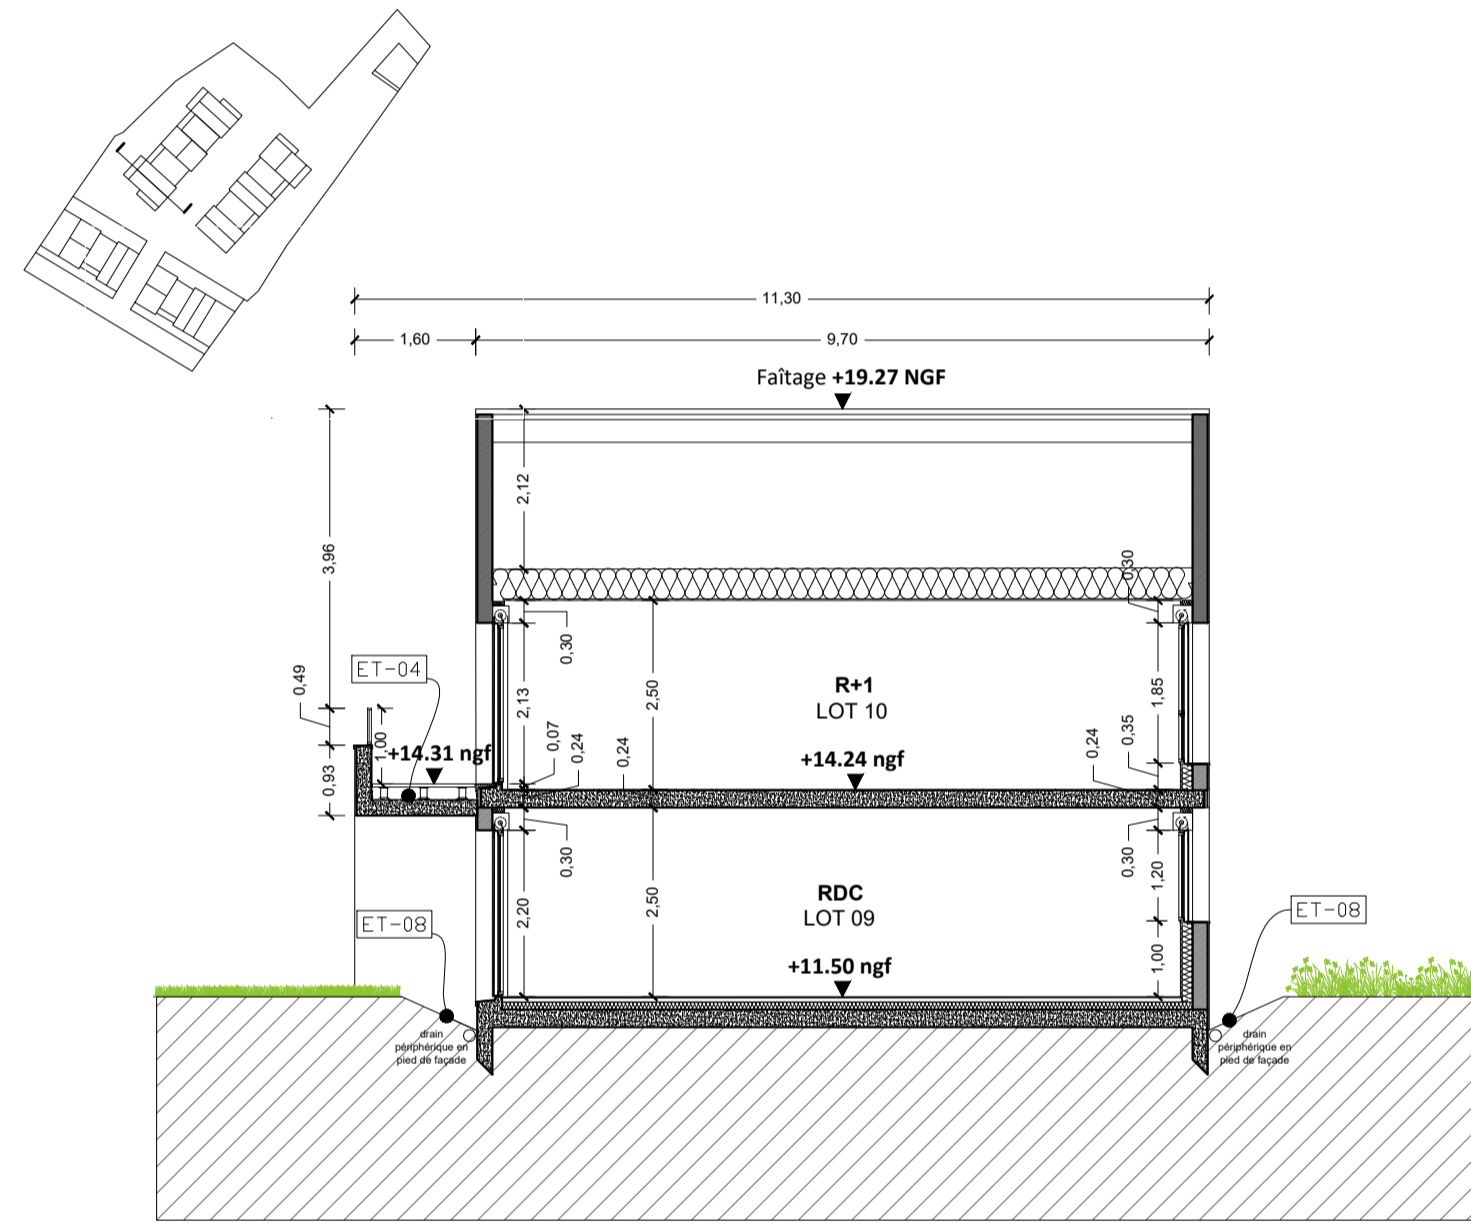 11,30
1,60
9,70
Faîtage +19.27 NGF
2,12
3,96
0,30
0,30
ET-04
0,49
R+1
LOT 10
2,13
2,50
1,85
1,00
+14.31 ngf
0,07
0,24
0,24
+14.24 ngf
0,24
0,35
0,93
0,30
0,30
1,20
RDC
LOT 09
2,20
2,50
ET-08
ET-08
+11.50 ngf
1,00
drain
périphérique en
pied de façade
drain
périphérique en
pied de façade